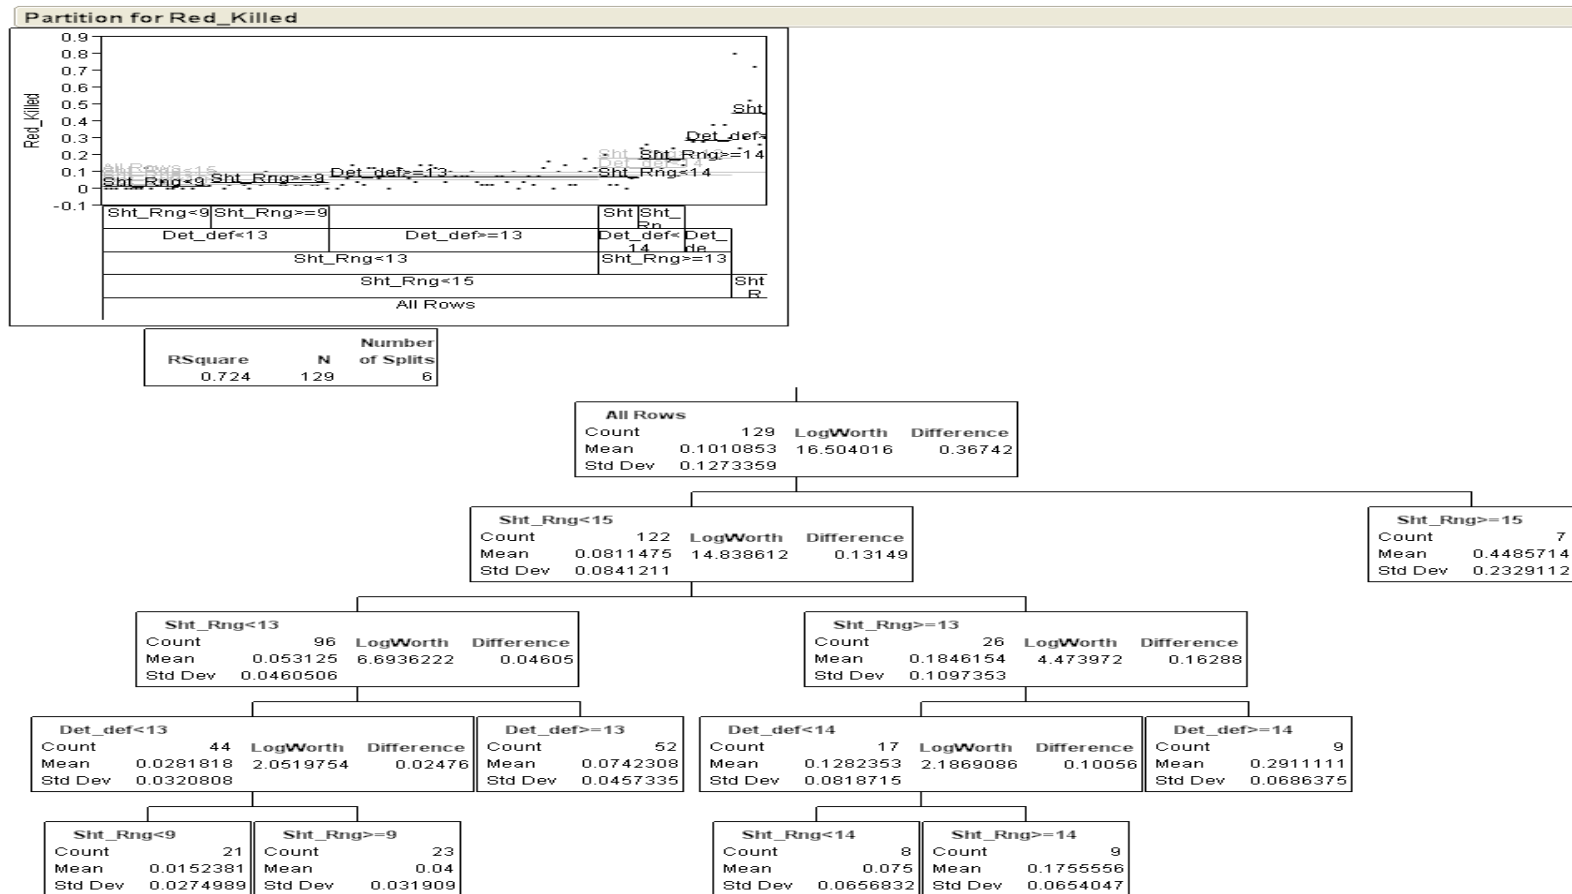 Partition for Red_Killed
0.9
0.8
0.7
0.6
0.5
0.4
0.3
0.2
0.1
0
-0.1
Red_Killed
Sht_
Det_def>
Sht_Rng>=14
Sht_Rng<14
Det_def>=13
Sht_Rng>=9
Sht_Rng<9
All Rows
Sht_Rng<9 Sht_Rng>=9 Sht Sht_
Rn
Det_def<13 Det_def>=13 Det_def< Det_
14 de
Sht_Rng<13 Sht_Rng>=13
Sht_Rng<15 Sht
R
All Rows
Number
RSquare N of Splits
0.724 129 6
All Rows
Count 129 LogWorth Difference
Mean 0.1010853 16.504016 0.36742
Std Dev 0.1273359
Sht_Rng<15
Count 122 LogWorth Difference
Mean 0.0811475 14.838612 0.13149
Std Dev 0.0841211
Sht_Rng>=15
Count 7
Mean 0.4485714
Std Dev 0.2329112
Sht_Rng<13
Count 96 LogWorth Difference
Mean 0.053125 6.6936222 0.04605
Std Dev 0.0460506
Sht_Rng>=13
Count 26 LogWorth Difference
Mean 0.1846154 4.473972 0.16288
Std Dev 0.1097353
Det_def<13
Count 44 LogWorth Difference
Mean 0.0281818 2.0519754 0.02476
Std Dev 0.0320808
Det_def>=13
Count 52
Mean 0.0742308
Std Dev 0.0457335
Det_def<14
Count 17 LogWorth Difference
Mean 0.1282353 2.1869086 0.10056
Std Dev 0.0818715
Det_def>=14
Count 9
Mean 0.2911111
Std Dev 0.0686375
Sht_Rng<9
Count 21
Mean 0.0152381
Std Dev 0.0274989
Sht_Rng>=9
Count 23
Mean 0.04
Std Dev 0.031909
Sht_Rng<14
Count 8
Mean 0.075
Std Dev 0.0656832
Sht_Rng>=14
Count 9
Mean 0.1755556
Std Dev 0.0654047